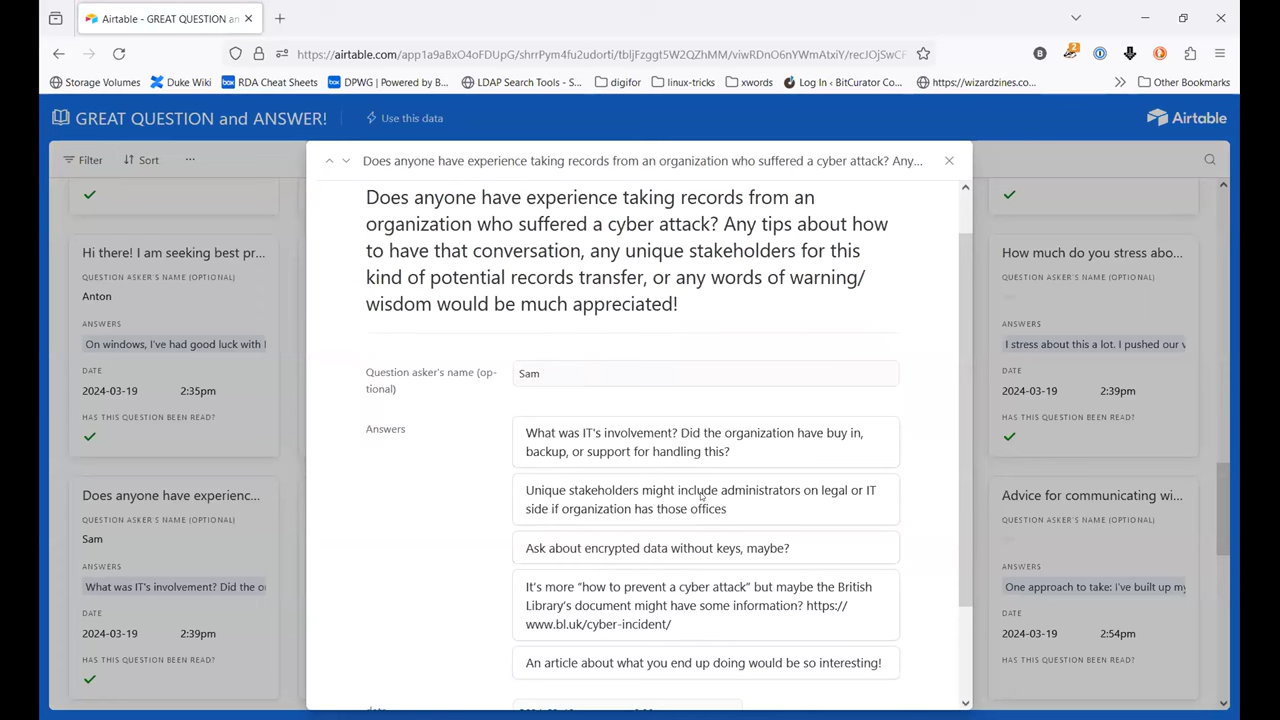 Airtable - GREAT QUESTION an
https://airtable.com/app1a9aBxO4oFDUpG/shrrPym4fu2udorti/tbljFzggt5W2QZhMM/viwRDnO6nYWmAtxiY/recJOjSwCF
2
Storage Volumes
Duke Wiki
RDA Cheat Sheets
DPWG | Powered by B...
LDAP Search Tools - S...
digifor
linux-tricks
xwords
Log In ‹ BitCurator Co...
https://wizardzines.co...
Other Bookmarks
GREAT QUESTION and ANSWER!
Use this data
Airtable
Filter
Sort
...
Hi there! I am seeking best pr...
QUESTION ASKER'S NAME (OPTIONAL)
Anton
ANSWERS
On windows, I've had good luck with
DATE
2024-03-19 2:35pm
HAS THIS QUESTION BEEN READ?
Does anyone have experienc...
QUESTION ASKER'S NAME (OPTIONAL)
Sam
ANSWERS
What was IT's involvement? Did the o
DATE
2024-03-19 2:39pm
HAS THIS QUESTION BEEN READ?
Does anyone have experience taking records from an organization who suffered a cyber attack? Any...
Does anyone have experience taking records from an
organization who suffered a cyber attack? Any tips about how
to have that conversation, any unique stakeholders for this
kind of potential records transfer, or any words of warning/
wisdom would be much appreciated!
Question asker's name (op-
tional)
Sam
Answers
What was IT's involvement? Did the organization have buy in,
backup, or support for handling this?
Unique stakeholders might include administrators on legal or IT
side if organization has those offices
Ask about encrypted data without keys, maybe?
It's more “how to prevent a cyber attack” but maybe the British
Library's document might have some information? https://
www.bl.uk/cyber-incident/
An article about what you end up doing would be so interesting!
date
How much do you stress abo...
QUESTION ASKER'S NAME (OPTIONAL)
ANSWERS
I stress about this a lot. I pushed our v
DATE
2024-03-19 2:39pm
HAS THIS QUESTION BEEN READ?
Advice for communicating wi...
QUESTION ASKER'S NAME (OPTIONAL)
ANSWERS
One approach to take: i've built up my
DATE
2024-03-19 2:54pm
HAS THIS QUESTION BEEN READ?